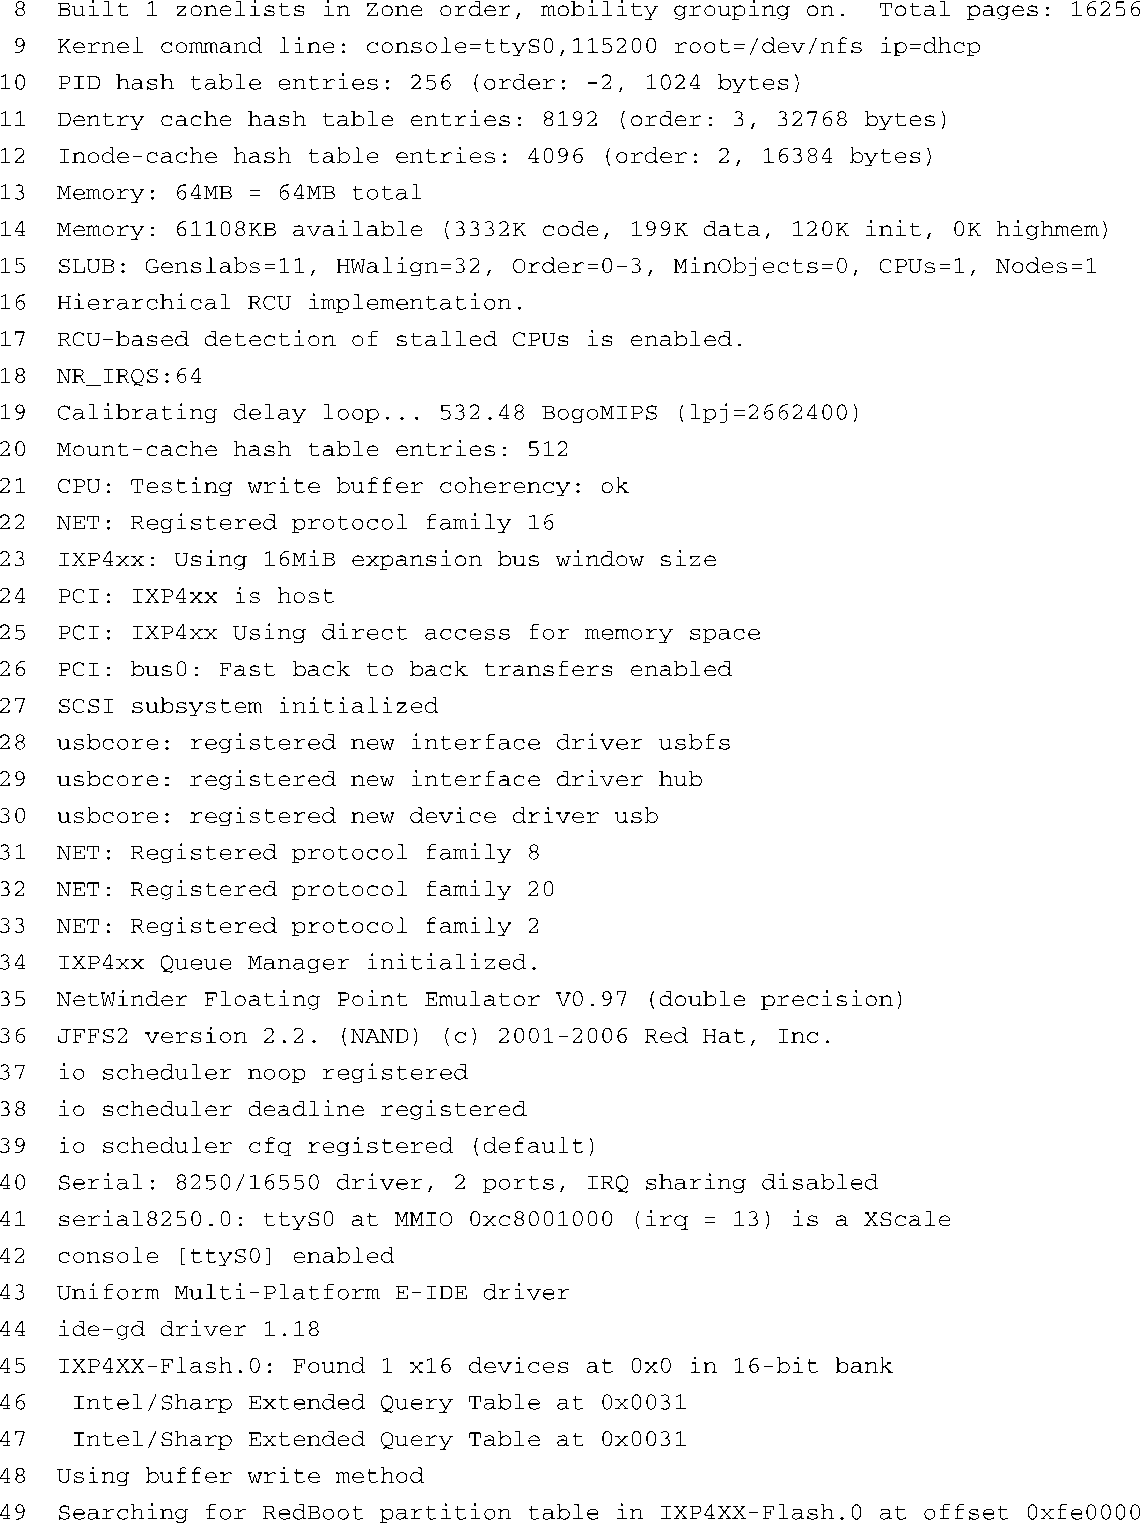 8 Built 1 zonelists in Zone order, mobility grouping on. Total pages: 16256
9 Kernel command line: console=ttyS0,115200 root=/dev/nfs ip=dhcp
10 PID hash table entries: 256 (order: -2, 1024 bytes)
11 Dentry cache hash table entries: 8192 (order: 3, 32768 bytes)
12 Inode-cache hash table entries: 4096 (order: 2, 16384 bytes)
13 Memory: 64MB = 64MB total
14 Memory: 61108KB available (3332K code, 199K data, 120K init, 0K highmem)
15 SLUB: Genslabs=11, HWalign=32, Order=0-3, MinObjects=0, CPUs=1, Nodes=1
16 Hierarchical RCU implementation.
17 RCU-based detection of stalled CPUs is enabled.
18 NR_IRQS:64
19 Calibrating delay loop... 532.48 BogoMIPS (lpj=2662400)
20 Mount-cache hash table entries: 512
21 CPU: Testing write buffer coherency: ok
22 NET: Registered protocol family 16
23 IXP4xx: Using 16MiB expansion bus window size
24 PCI: IXP4xx is host
25 PCI: IXP4xx Using direct access for memory space
26 PCI: bus0: Fast back to back transfers enabled
27 SCSI subsystem initialized
28 usbcore: registered new interface driver usbfs
29 usbcore: registered new interface driver hub
30 usbcore: registered new device driver usb
31 NET: Registered protocol family 8
32 NET: Registered protocol family 20
33 NET: Registered protocol family 2
34 IXP4xx Queue Manager initialized.
35 NetWinder Floating Point Emulator V0.97 (double precision)
36 JFFS2 version 2.2. (NAND) (c) 2001-2006 Red Hat, Inc.
37 io scheduler noop registered
38 io scheduler deadline registered
39 io scheduler cfq registered (default)
40 Serial: 8250/16550 driver, 2 ports, IRQ sharing disabled
41 serial8250.0: ttyS0 at MMIO 0xc8001000 (irq = 13) is a XScale
42 console [ttyS0] enabled
43 Uniform Multi-Platform E-IDE driver
44 ide-gd driver 1.18
45 IXP4XX-Flash.0: Found 1 x16 devices at 0x0 in 16-bit bank
46 Intel/Sharp Extended Query Table at 0x0031
47 Intel/Sharp Extended Query Table at 0x0031
48 Using buffer write method
49 Searching for RedBoot partition table in IXP4XX-Flash.0 at offset 0xfe0000